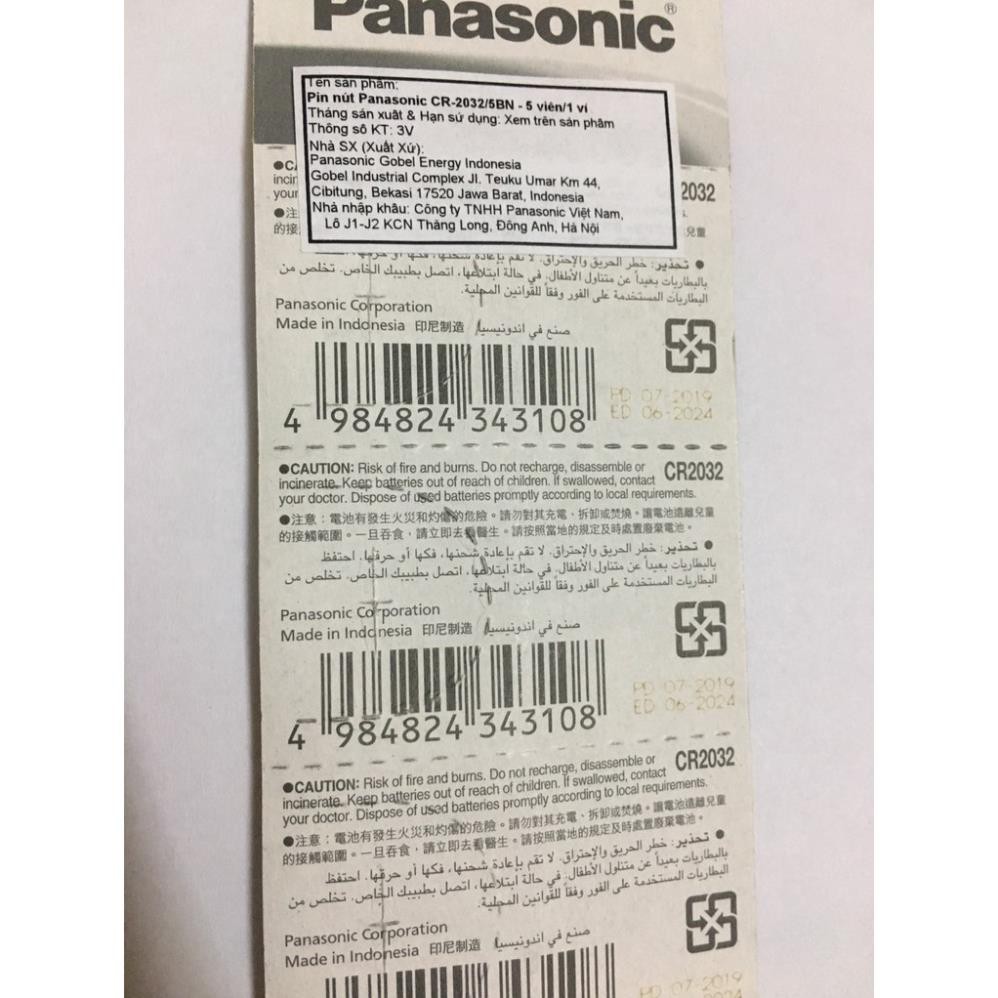 Panasonic®
Tên sản phẩm:
Pin nút Panasonic CR-2032/5BN - 5 viên/1 vỉ
Tháng sản xuất & Hạn sử dụng: Xem trên sản phẩm
Thông số KT: 3V
Nhà SX (Xuất Xứ):
Panasonic Gobel Energy Indonesia
Gobel Industrial Complex Jl. Teuku Umar Km 44,
Cibitung, Bekasi 17520 Jawa Barat, Indonesia
Nhà nhập khẩu: Công ty TNHH Panasonic Việt Nam,
Lô J1-J2 KCN Thăng Long, Đông Anh, Hà Nội
2032
●注
的接
兒童
● تحذير: خطر الحريق والإحتراق. لا تقم بإعادة شحنها، فكها أو
بالبطاريات بعيداً عن متناول الأطفال. في حالة ابتلاعها، اتصل بطبيبك الخاص. تخلص من
البطاريات المستخدمة على الفور وفقاً للقوانين المحلية.
Panasonic Corporation
Made in Indonesia 印尼制造 صنع في اندونيسيا
PD 07-2019
ED 06-2024
4 984824 343108
●CAUTION: Risk of fire and burns. Do not recharge, disassemble or CR2032
incinerate. Keep batteries out of reach of children. If swallowed, contact
your doctor. Dispose of used batteries promptly according to local requirements.
●注意：電池有發生火災和灼傷的危險。請勿對其充電、拆卸或焚燒。讓電池遠離兒童
的接觸範圍。一旦吞食，請立即去看醫生。請按照當地的規定及時處置廢棄電池。
● تحذير: خطر الحريق والإحتراق. لا تقم بإعادة شحنها، فكها أو حرقها. احتفظ
بالبطاريات بعيداً عن متناول الأطفال. في حالة ابتلاعها، اتصل بطبيبك الخاص. تخلص من
البطاريات المستخدمة على الفور وفقاً للقوانين المحلية.
Panasonic Corporation
Made in Indonesia 印尼制造 صنع في اندونيسيا
PD 07-2019
ED 06-2024
4 984824 343108
●CAUTION: Risk of fire and burns. Do not recharge, disassemble or CR2032
incinerate. Keep batteries out of reach of children. If swallowed, contact
your doctor. Dispose of used batteries promptly according to local requirements.
●注意：電池有發生火災和灼傷的危險。請勿對其充電、拆卸或焚燒。讓電池遠離兒童
的接觸範圍。一旦吞食，請立即去看醫生。請按照當地的規定及時處置廢棄電池。
● تحذير: خطر الحريق والإحتراق. لا تقم بإعادة شحنها، فكها أو حرقها. احتفظ
بالبطاريات بعيداً عن متناول الأطفال. في حالة ابتلاعها، اتصل بطبيبك الخاص. تخلص من
البطاريات المستخدمة على الفور وفقاً للقوانين المحلية.
Panasonic Corporation
Made in Indonesia 印尼制造 صنع في اندونيسيا
PD 07-2019